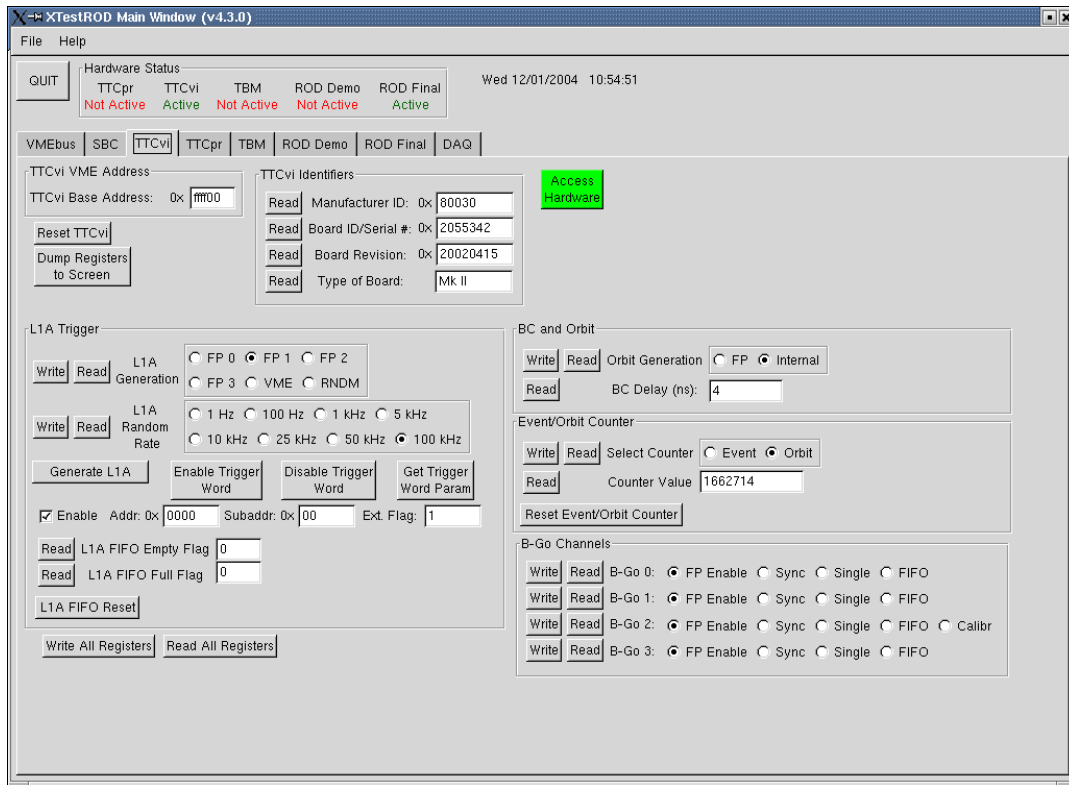 XTestROD Main Window (v4.3.0)
File Help
QUIT
Hardware Status
TTCpr TTCvi TBM ROD Demo ROD Final
Not Active Active Not Active Not Active Active
Wed 12/01/2004 10:54:51
VMEbus SBC TTCvi TTCpr TBM ROD Demo ROD Final DAQ
TTCvi VME Address
TTCvi Base Address: 0x ffff00
Reset TTCvi
Dump Registers
to Screen
TTCvi Identifiers
Read Manufacturer ID: 0x 80030
Read Board ID/Serial #: 0x 2055342
Read Board Revision: 0x 20020415
Read Type of Board: Mk II
Access
Hardware
L1A Trigger
Write Read L1A
Generation
FP 0 FP 1 FP 2
FP 3 VME RNDM
Write Read L1A
Random
Rate
1 Hz 100 Hz 1 kHz 5 kHz
10 kHz 25 kHz 50 kHz 100 kHz
Generate L1A
Enable Trigger
Word
Disable Trigger
Word
Get Trigger
Word Param
Enable Addr: 0x 0000 Subaddr: 0x 00 Ext. Flag: 1
Read L1A FIFO Empty Flag 0
Read L1A FIFO Full Flag 0
L1A FIFO Reset
Write All Registers Read All Registers
BC and Orbit
Write Read Orbit Generation FP Internal
Read BC Delay (ns): 4
Event/Orbit Counter
Write Read Select Counter Event Orbit
Read Counter Value 1662714
Reset Event/Orbit Counter
B-Go Channels
Write Read B-Go 0: FP Enable Sync Single FIFO
Write Read B-Go 1: FP Enable Sync Single FIFO
Write Read B-Go 2: FP Enable Sync Single FIFO Calibr
Write Read B-Go 3: FP Enable Sync Single FIFO